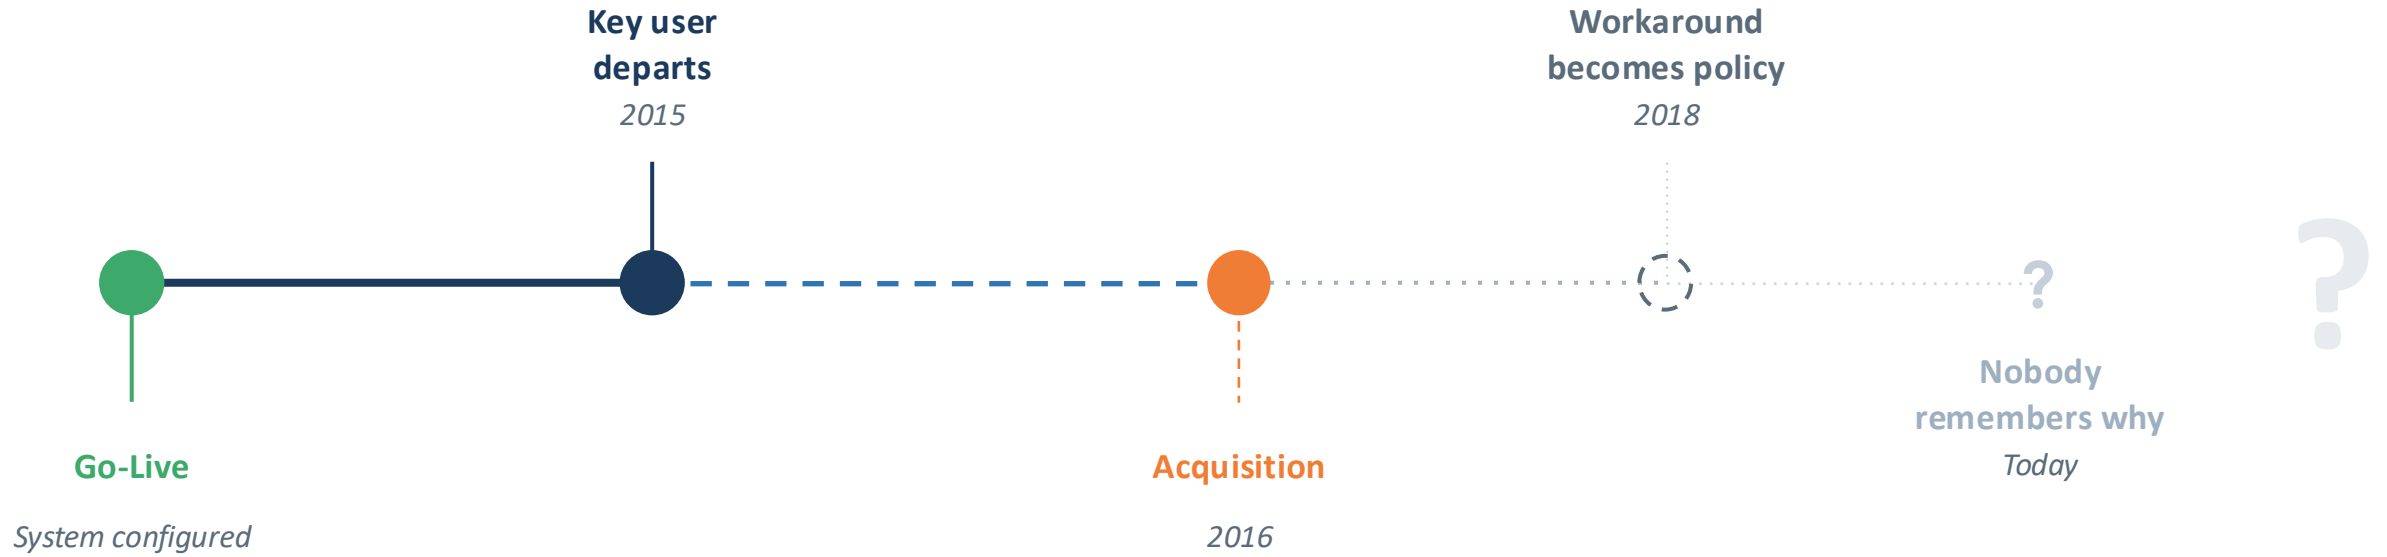 Key user
departs
2015
Workaround
becomes policy
2018
?
?
Go-Live
System configured
Acquisition
2016
Nobody
remembers why
Today